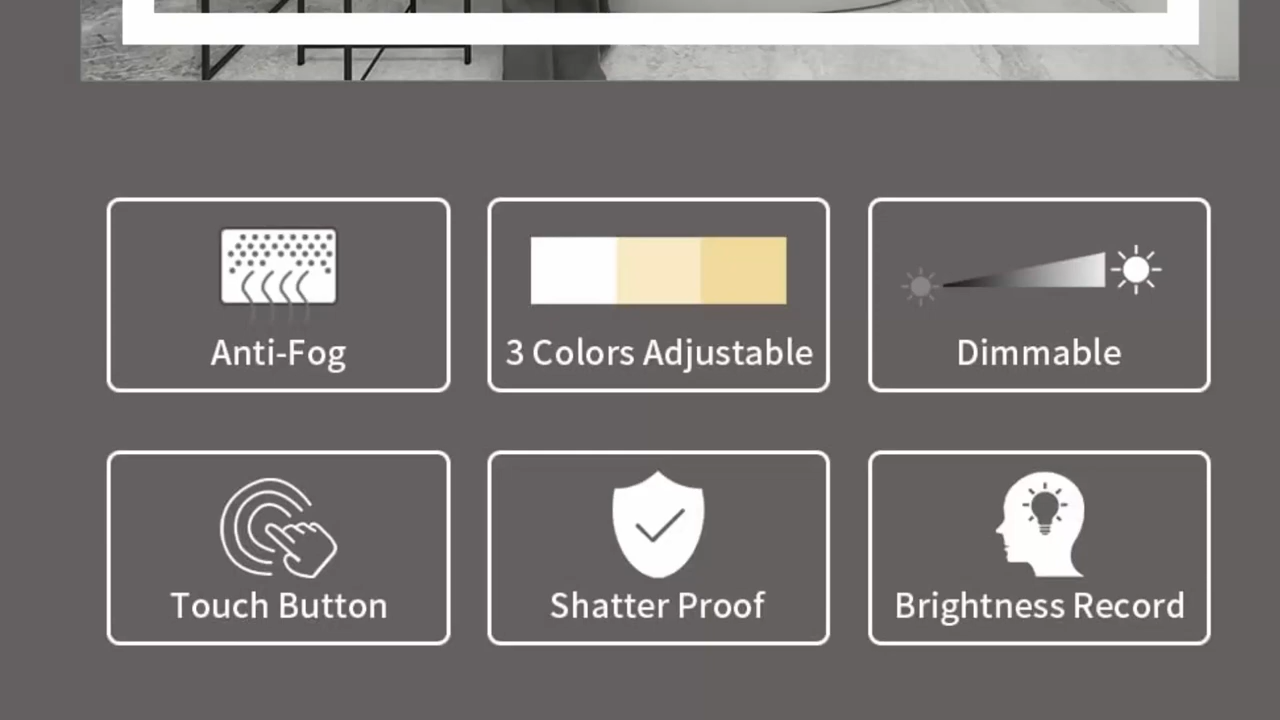 Anti-Fog
3 Colors Adjustable
Dimmable
Touch Button
Shatter Proof
Brightness Record